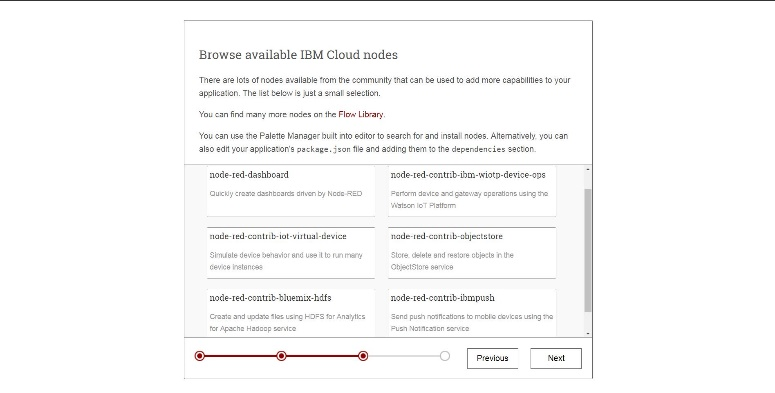 Browse available IBM Cloud nodes
There are lots of nodes available from the community that can be used to add more capabilities to your
application. The list below is just a small selection.
You can find many more nodes on the Flow Library.
You can use the Palette Manager built into editor to search for and install nodes. Alternatively, you can
also edit your application's package.json file and adding them to the dependencies section.
node-red-dashboard
Quickly create dashboards driven by Node-RED
node-red-contrib-ibm-wiotp-device-ops
Perform device and gateway operations using the
Watson IoT Platform
node-red-contrib-iot-virtual-device
Simulate device behavior and use it to run many
device instances
node-red-contrib-objectstore
Store, delete and restore objects in the
ObjectStore service
node-red-contrib-bluemix-hdfs
Create and update files using HDFS for Analytics
for Apache Hadoop service
node-red-contrib-ibmpush
Send push notifications to mobile devices using the
Push Notification service
Previous
Next